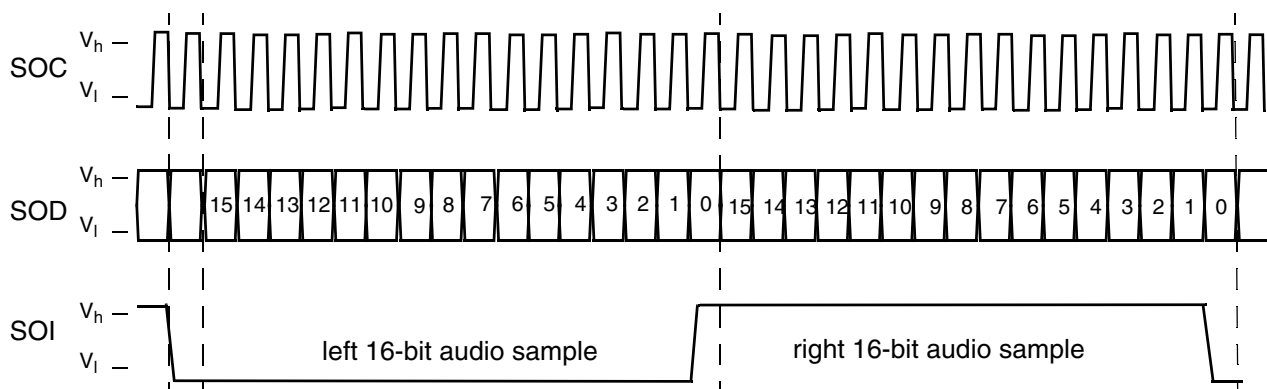 Vh
SOC
Vl
Vh
SOD
Vl
15 14 13 12 11 10 9 8 7 6 5 4 3 2 1 0 15 14 13 12 11 10 9 8 7 6 5 4 3 2 1 0
Vh
SOI
Vl
left 16-bit audio sample
right 16-bit audio sample